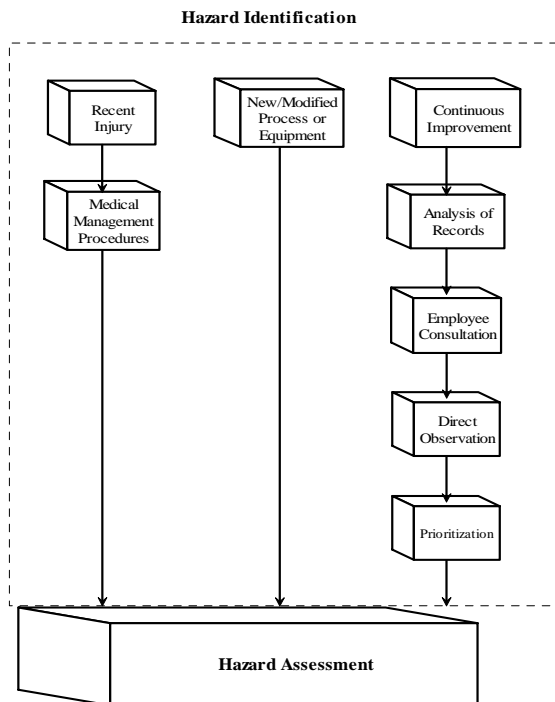 Hazard Identification
Recent
Injury
Medical
Management
Procedures
New/Modified
Process or
Equipment
Continuous
Improvement
Analysis of
Records
Employee
Consultation
Direct
Observation
Prioritization
Hazard Assessment